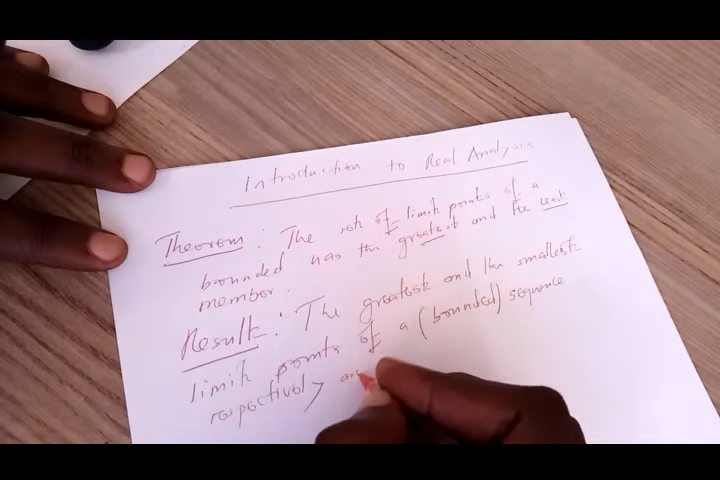 Introduction to Real Analysis
Theorem: The set of limit points of a
bounded has the greatest and the least
member.
Result: The greatest and the smallest
limit points of a (bounded) sequence
respectively